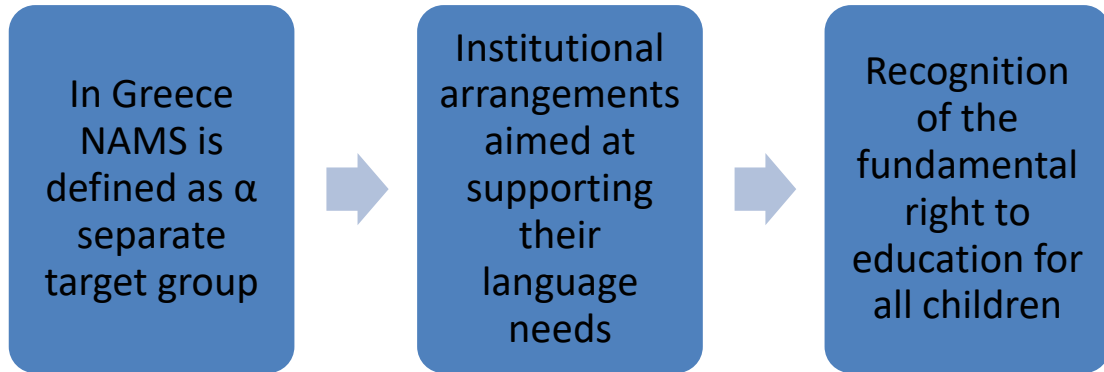 In Greece
NAMS is
defined as α
separate
target group
Institutional
arrangements
aimed at
supporting
their
language
needs
Recognition
of the
fundamental
right to
education for
all children